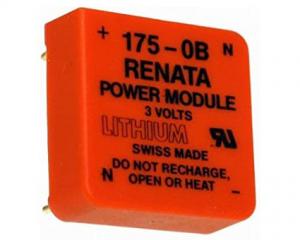 + 175-0B N
RENATA
POWER MODULE
3 VOLTS
LITHIUM
SWISS MADE
DO NOT RECHARGE,
N - OPEN OR HEAT